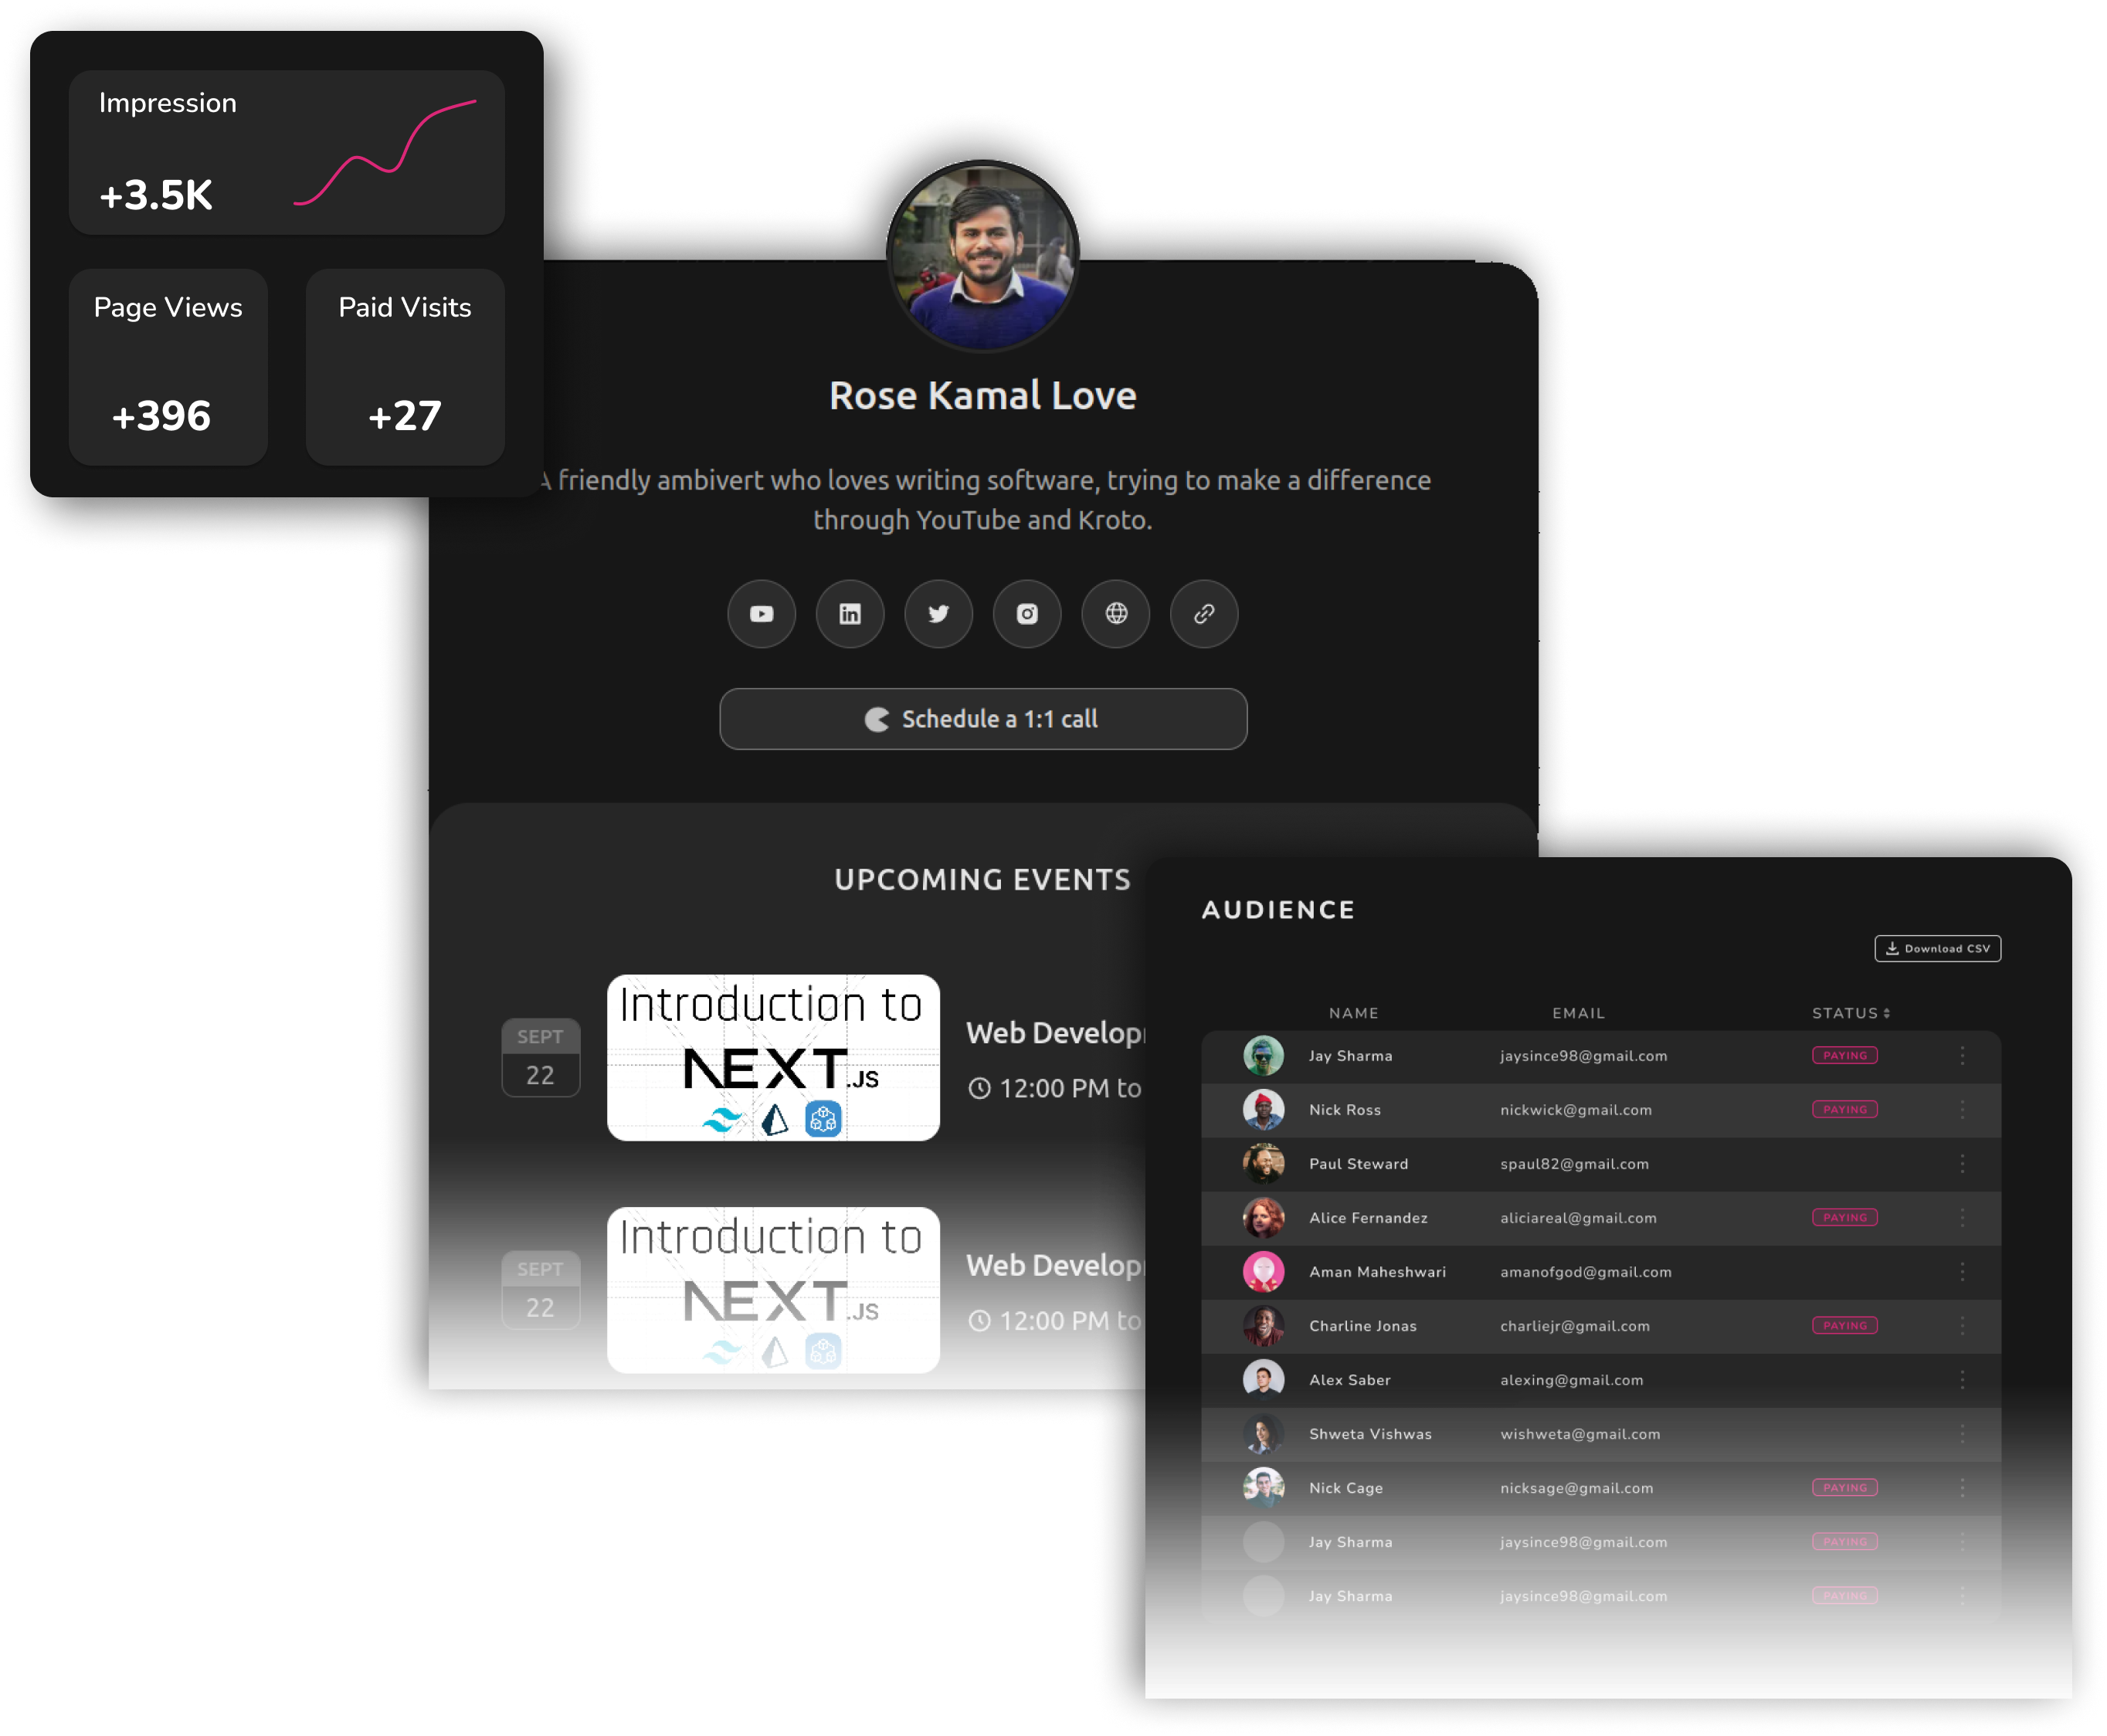 Impression
+3.5K
Page Views
Paid Visits
+396
+27
Rose Kamal Love
A friendly ambivert who loves writing software, trying to make a difference
through YouTube and Kroto.
Schedule a 1:1 call
UPCOMING EVENTS
SEPT
22
Introduction to
NEXT.JS
Web Develop
12:00 PM to
SEPT
22
Introduction to
NEXT.JS
Web Develop
12:00 PM to
AUDIENCE
Download CSV
NAME EMAIL STATUS
Jay Sharma jaysince98@gmail.com PAYING
Nick Ross nickwick@gmail.com PAYING
Paul Steward spaul82@gmail.com
Alice Fernandez aliciareal@gmail.com PAYING
Aman Maheshwari amanofgod@gmail.com
Charline Jonas charliejr@gmail.com PAYING
Alex Saber alexing@gmail.com
Shweta Vishwas wishweta@gmail.com
Nick Cage nicksage@gmail.com PAYING
Jay Sharma jaysince98@gmail.com PAYING
Jay Sharma jaysince98@gmail.com PAYING